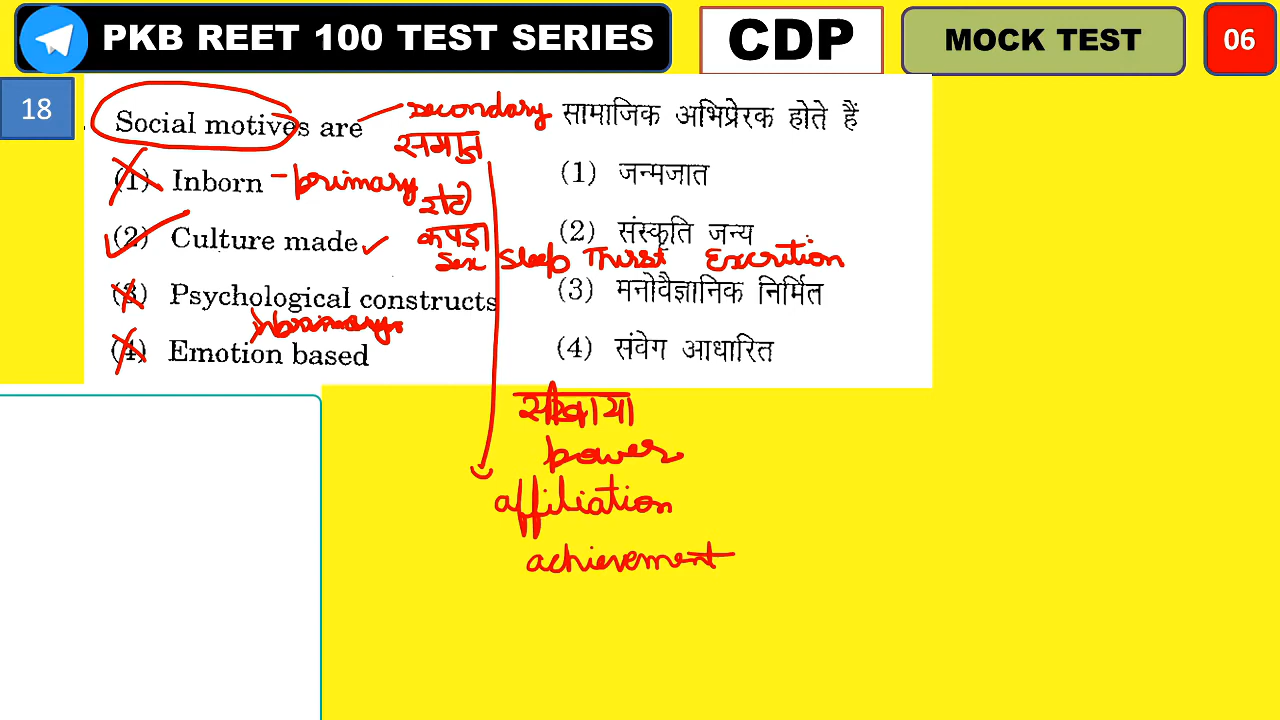 PKB REET 100 TEST SERIES
CDP
MOCK TEST
06
18
Social motives are
secondary
समाज
(1) Inborn - primary
रोटी
कपड़ा
(2) Culture made
Sex Sleep Thirst Excrition
(3) Psychological constructs
primary
(4) Emotion based
सामाजिक अभिप्रेरक होते हैं
(1) जन्मजात
(2) संस्कृति जन्य
(3) मनोवैज्ञानिक निर्मित
(4) संवेग आधारित
power
affiliation
achievement